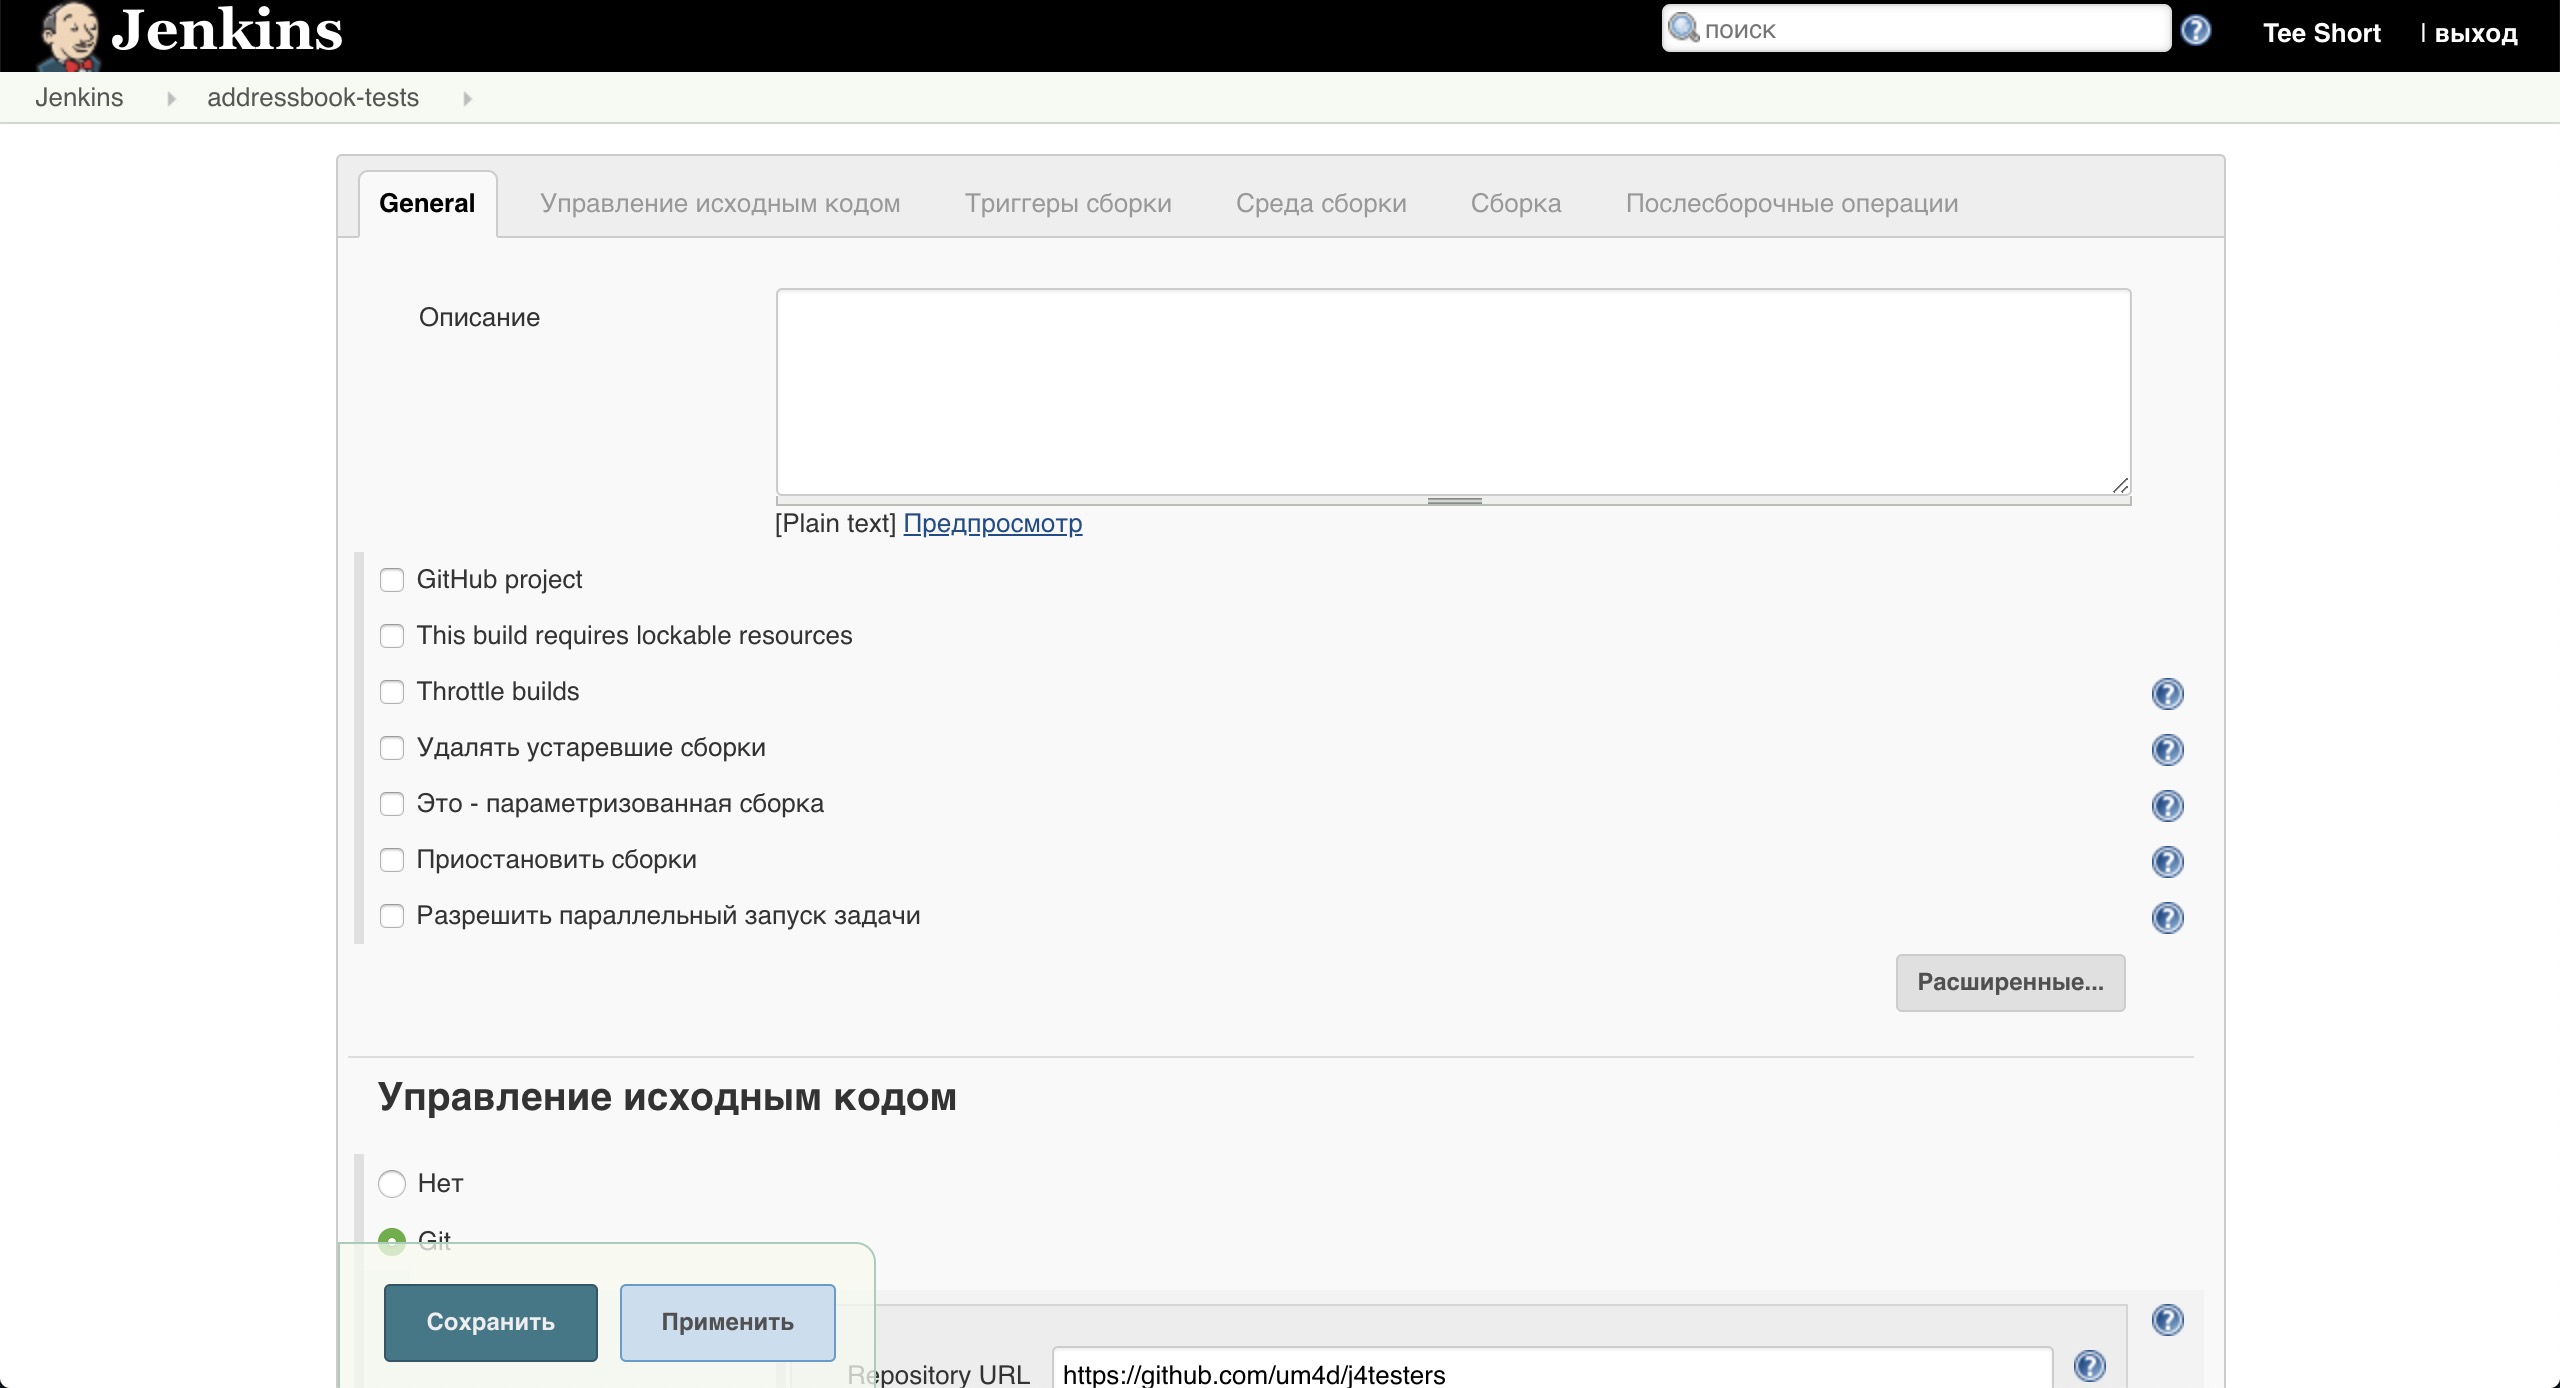 Jenkins
поиск
Tee Short
| выход
Jenkins
addressbook-tests
General
Управление исходным кодом
Триггеры сборки
Среда сборки
Сборка
Послесборочные операции
Описание
[Plain text] Предпросмотр
GitHub project
This build requires lockable resources
Throttle builds
Удалять устаревшие сборки
Это - параметризованная сборка
Приостановить сборки
Разрешить параллельный запуск задачи
Расширенные...
Управление исходным кодом
Нет
Git
Сохранить
Применить
Repository URL
https://github.com/um4d/j4testers